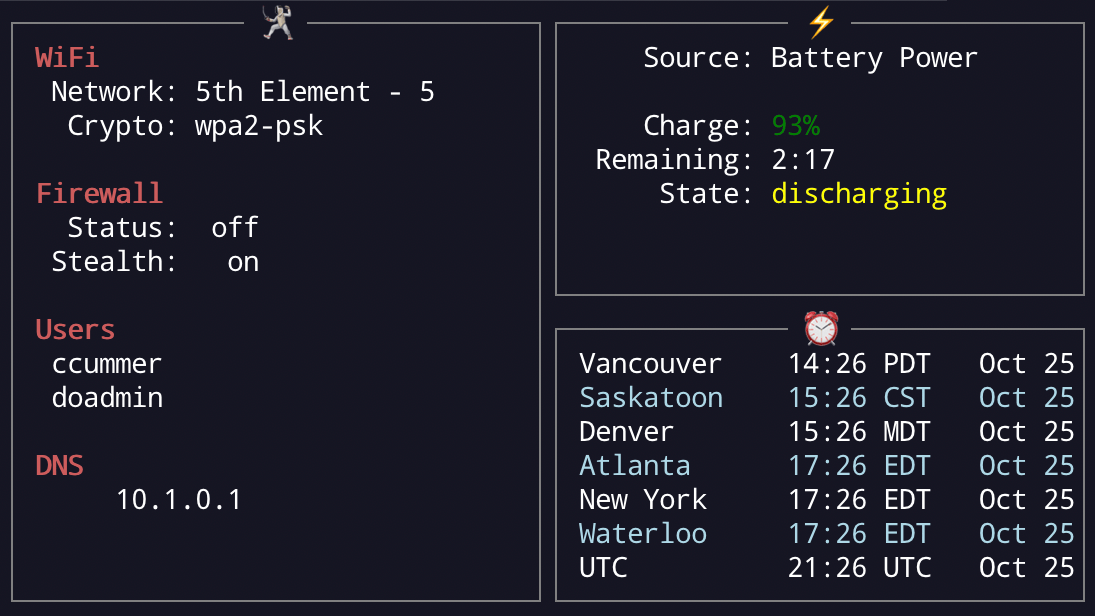 WiFi
Network: 5th Element - 5
Crypto: wpa2-psk
Firewall
Status: off
Stealth: on
Users
ccummer
doadmin
DNS
10.1.0.1
Source: Battery Power
Charge: 93%
Remaining: 2:17
State: discharging
Vancouver 14:26 PDT Oct 25
Saskatoon 15:26 CST Oct 25
Denver 15:26 MDT Oct 25
Atlanta 17:26 EDT Oct 25
New York 17:26 EDT Oct 25
Waterloo 17:26 EDT Oct 25
UTC 21:26 UTC Oct 25